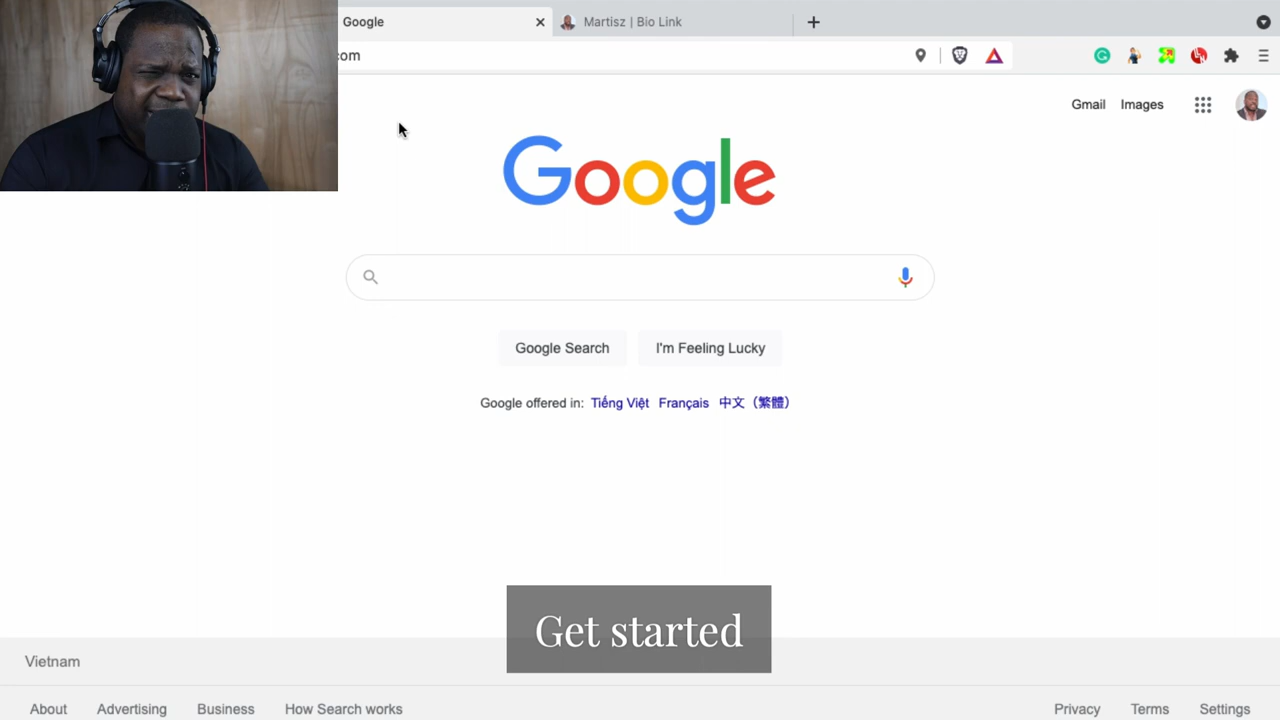 Google
Martisz | Bio Link
com
Gmail
Images
Google
Google Search
I'm Feeling Lucky
Google offered in: Tiếng Việt Français 中文（繁體）
Get started
Vietnam
About
Advertising
Business
How Search works
Privacy
Terms
Settings